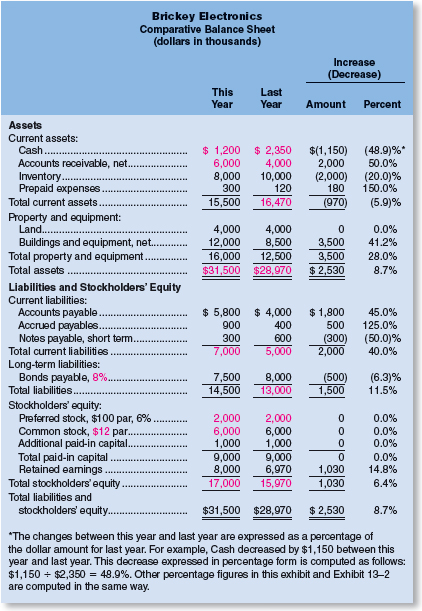 Brickey Electronics
Comparative Balance Sheet
(dollars in thousands)
Increase
(Decrease)
This Year Last Year Amount Percent
Assets
Current assets:
Cash $ 1,200 $ 2,350 $(1,150) (48.9)%*
Accounts receivable, net 6,000 4,000 2,000 50.0%
Inventory 8,000 10,000 (2,000) (20.0)%
Prepaid expenses 300 120 180 150.0%
Total current assets 15,500 16,470 (970) (5.9)%
Property and equipment:
Land 4,000 4,000 0 0.0%
Buildings and equipment, net 12,000 8,500 3,500 41.2%
Total property and equipment 16,000 12,500 3,500 28.0%
Total assets $31,500 $28,970 $ 2,530 8.7%
Liabilities and Stockholders' Equity
Current liabilities:
Accounts payable $ 5,800 $ 4,000 $ 1,800 45.0%
Accrued payables 900 400 500 125.0%
Notes payable, short term 300 600 (300) (50.0)%
Total current liabilities 7,000 5,000 2,000 40.0%
Long-term liabilities:
Bonds payable, 8% 7,500 8,000 (500) (6.3)%
Total liabilities 14,500 13,000 1,500 11.5%
Stockholders' equity:
Preferred stock, $100 par, 6% 2,000 2,000 0 0.0%
Common stock, $12 par 6,000 6,000 0 0.0%
Additional paid-in capital 1,000 1,000 0 0.0%
Total paid-in capital 9,000 9,000 0 0.0%
Retained earnings 8,000 6,970 1,030 14.8%
Total stockholders' equity 17,000 15,970 1,030 6.4%
Total liabilities and
stockholders' equity $31,500 $28,970 $ 2,530 8.7%
*The changes between this year and last year are expressed as a percentage of
the dollar amount for last year. For example, Cash decreased by $1,150 between this
year and last year. This decrease expressed in percentage form is computed as follows:
$1,150 ÷ $2,350 = 48.9%. Other percentage figures in this exhibit and Exhibit 13–2
are computed in the same way.